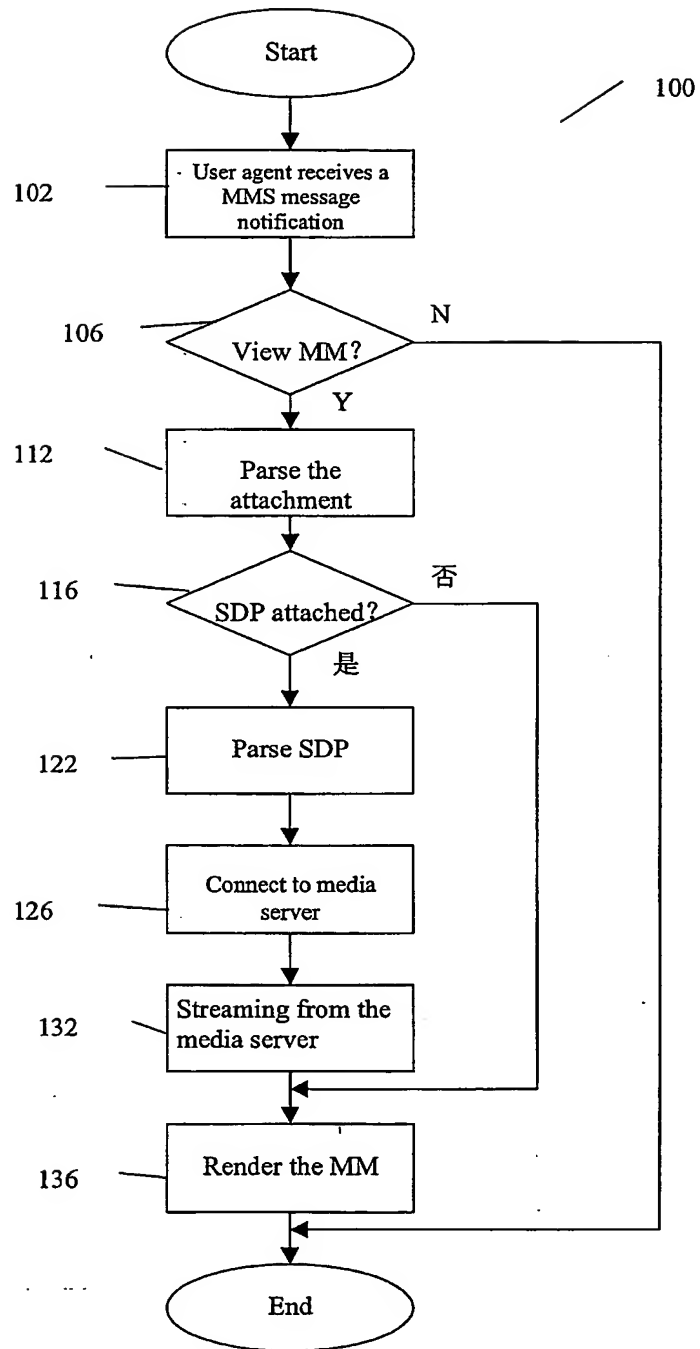 Start
100
102
User agent receives a
MMS message
notification
106
View MM?
N
Y
112
Parse the
attachment
116
SDP attached?
否
是
122
Parse SDP
126
Connect to media
server
132
Streaming from the
media server
136
Render the MM
End